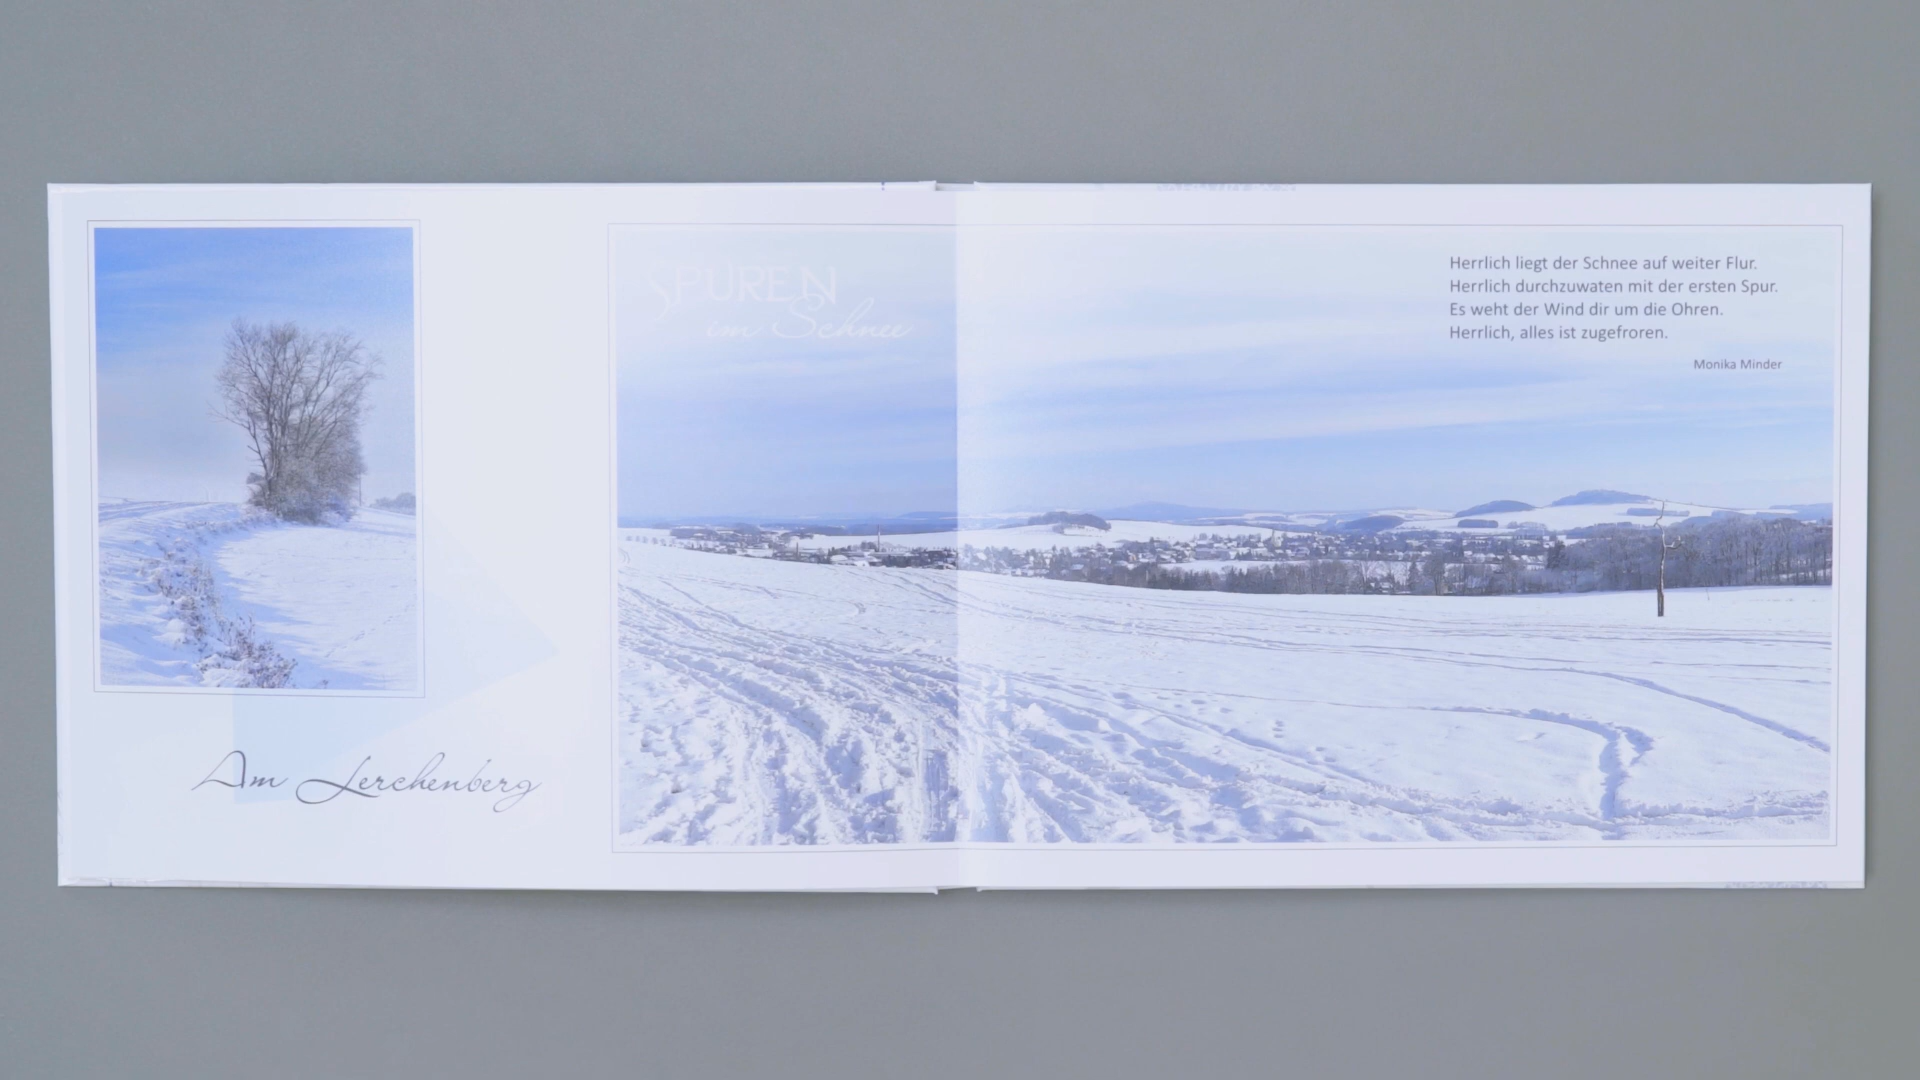 Am Lerchenberg
SPUREN
im Schnee
Herrlich liegt der Schnee auf weiter Flur.
Herrlich durchzuwaten mit der ersten Spur.
Es weht der Wind dir um die Ohren.
Herrlich, alles ist zugefroren.
Monika Minder